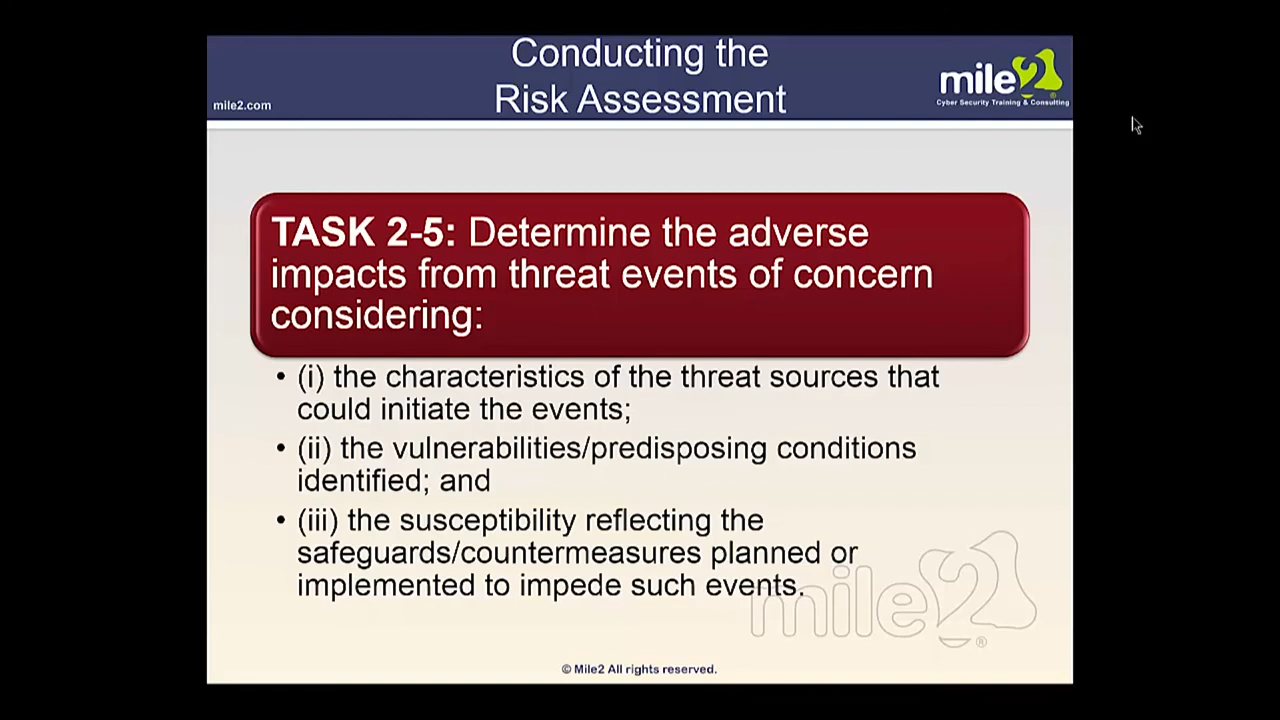 Conducting the
Risk Assessment
mile2.com
mile2
®
Cyber Security Training & Consulting
TASK 2-5: Determine the adverse
impacts from threat events of concern
considering:
• (i) the characteristics of the threat sources that
could initiate the events;
• (ii) the vulnerabilities/predisposing conditions
identified; and
• (iii) the susceptibility reflecting the
safeguards/countermeasures planned or
implemented to impede such events.
mile2
®
© Mile2 All rights reserved.